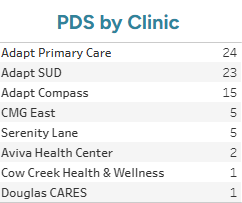 PDS by Clinic
Adapt Primary Care 24
Adapt SUD 23
Adapt Compass 15
CMG East 5
Serenity Lane 5
Aviva Health Center 2
Cow Creek Health & Wellness 1
Douglas CARES 1